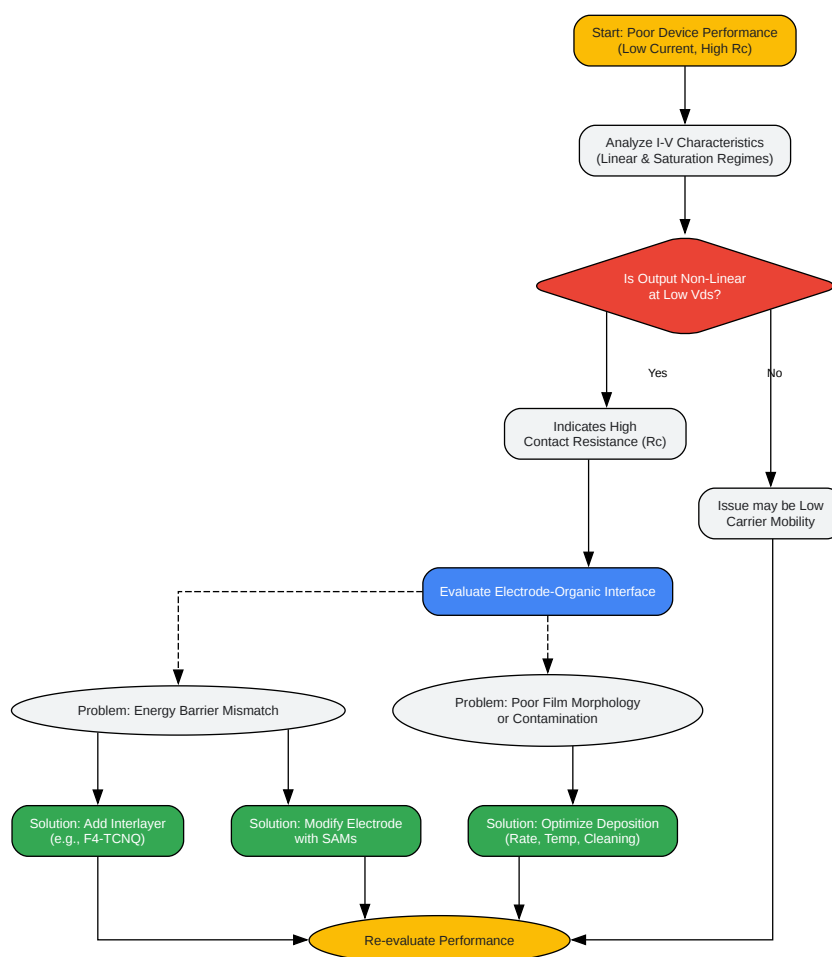 Start: Poor Device Performance
(Low Current, High Rc)
Analyze I-V Characteristics
(Linear & Saturation Regimes)
Is Output Non-Linear
at Low Vds?
Yes
No
Indicates High
Contact Resistance (Rc)
Issue may be Low
Carrier Mobility
Evaluate Electrode-Organic Interface
Problem: Energy Barrier Mismatch
Problem: Poor Film Morphology
or Contamination
Solution: Add Interlayer
(e.g., F4-TCNQ)
Solution: Modify Electrode
with SAMs
Solution: Optimize Deposition
(Rate, Temp, Cleaning)
Re-evaluate Performance